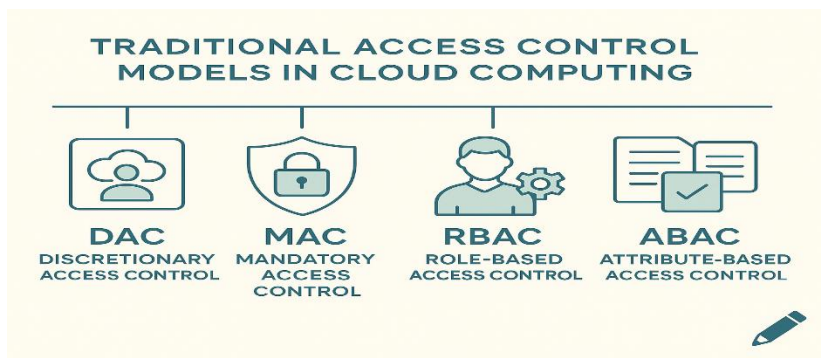 TRADITIONAL ACCESS CONTROL
MODELS IN CLOUD COMPUTING
DAC
DISCRETIONARY
ACCESS CONTROL
MAC
MANDATORY
ACCESS
CONTROL
RBAC
ROLE-BASED
ACCESS CONTROL
ABAC
ATTRIBUTE-BASED
ACCESS CONTROL